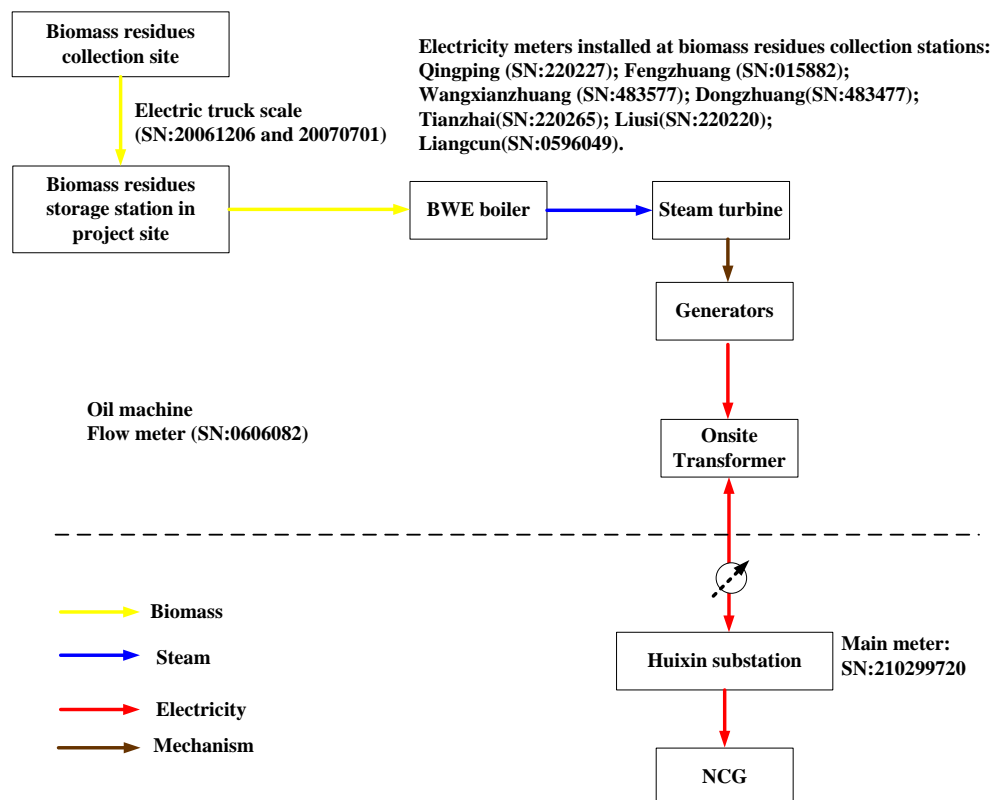 Biomass residues
collection site
Electricity meters installed at biomass residues collection stations:
Qingping (SN:220227); Fengzhuang (SN:015882);
Wangxianzhuang (SN:483577); Dongzhuang(SN:483477);
Tianzhai(SN:220265); Liusi(SN:220220);
Liangcun(SN:0596049).
Electric truck scale
(SN:20061206 and 20070701)
Biomass residues
storage station in
project site
BWE boiler
Steam turbine
Generators
Oil machine
Flow meter (SN:0606082)
Onsite
Transformer
Biomass
Steam
Electricity
Mechanism
Huixin substation
Main meter:
SN:210299720
NCG